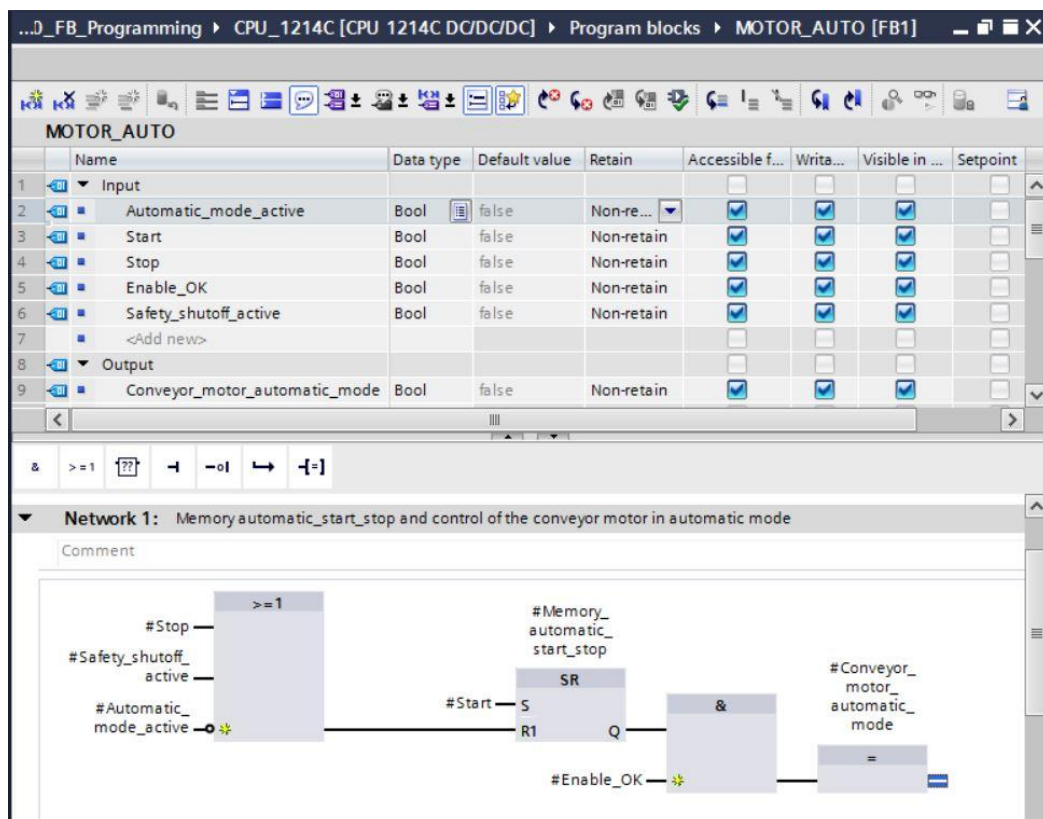 ...0_FB_Programming ▸ CPU_1214C [CPU 1214C DC/DC/DC] ▸ Program blocks ▸ MOTOR_AUTO [FB1]
MOTOR_AUTO
Name Data type Default value Retain Accessible f... Writa... Visible in ... Setpoint
1 Input
2 Automatic_mode_active Bool false Non-re...
3 Start Bool false Non-retain
4 Stop Bool false Non-retain
5 Enable_OK Bool false Non-retain
6 Safety_shutoff_active Bool false Non-retain
7 <Add new>
8 Output
9 Conveyor_motor_automatic_mode Bool false Non-retain
& >=1 ??
Network 1: Memory automatic_start_stop and control of the conveyor motor in automatic mode
Comment
>=1
#Stop
#Safety_shutoff_
active
#Automatic_
mode_active
#Memory_
automatic_
start_stop
SR
#Start S
R1 Q
&
#Enable_OK
#Conveyor_
motor_
automatic_
mode
=